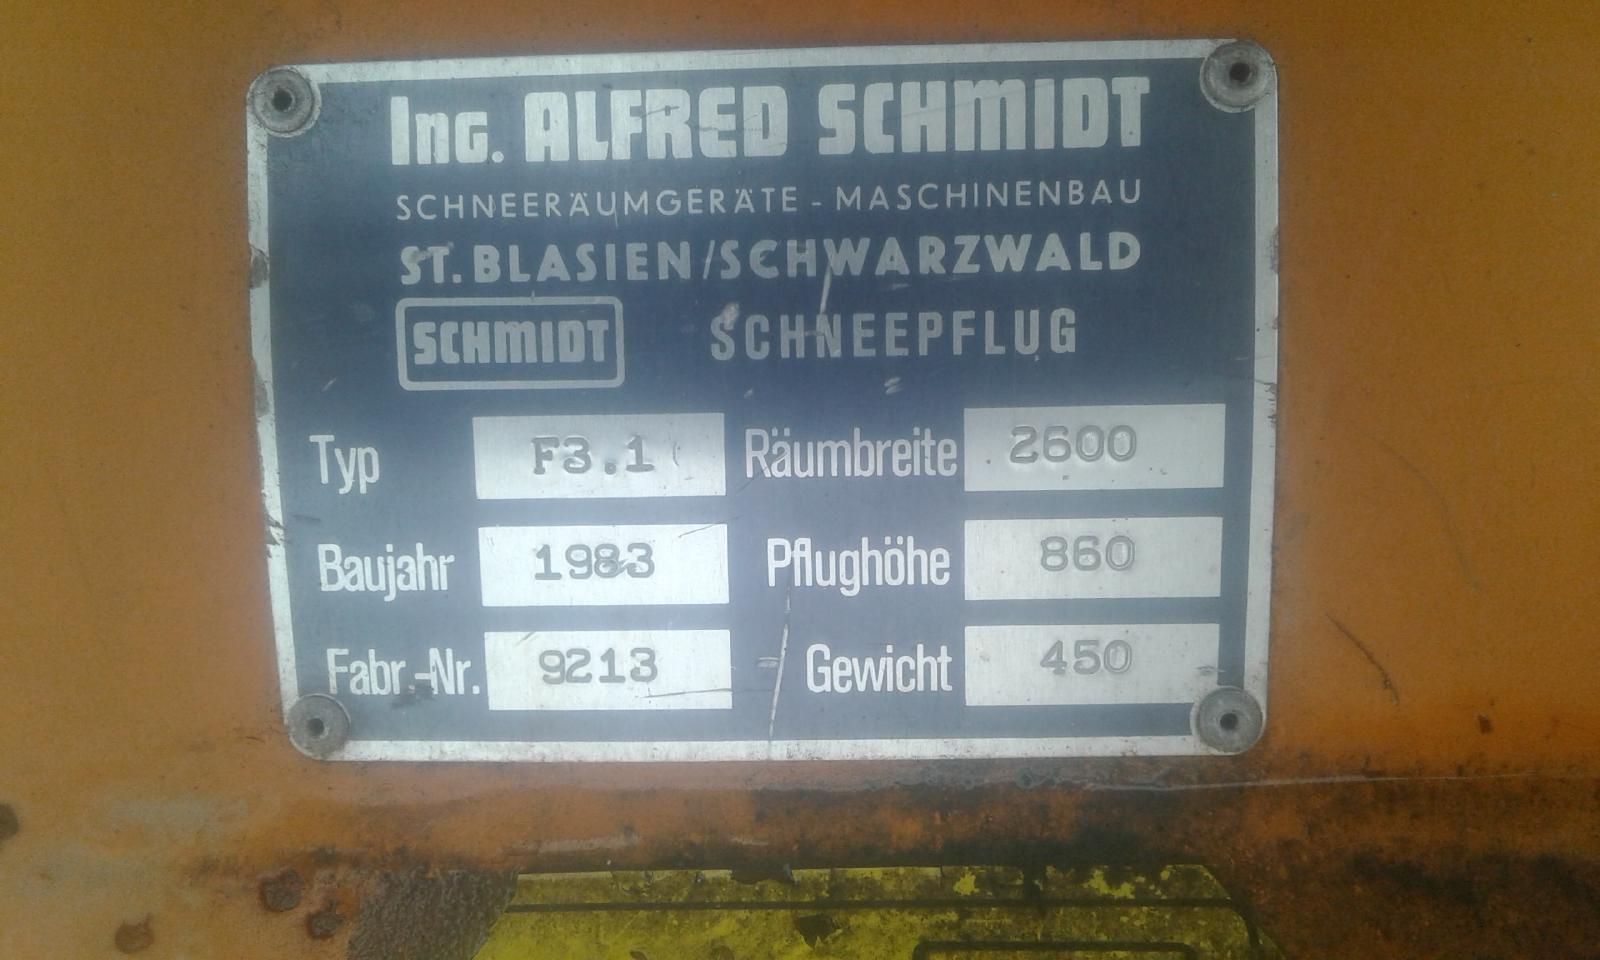 Ing. ALFRED SCHMIDT
SCHNEERÄUMGERÄTE - MASCHINENBAU
ST. BLASIEN/SCHWARZWALD
SCHMIDT SCHNEEPFLUG
Typ F3.1 Räumbreite 2600
Baujahr 1983 Pflughöhe 860
Fabr.-Nr. 9213 Gewicht 450